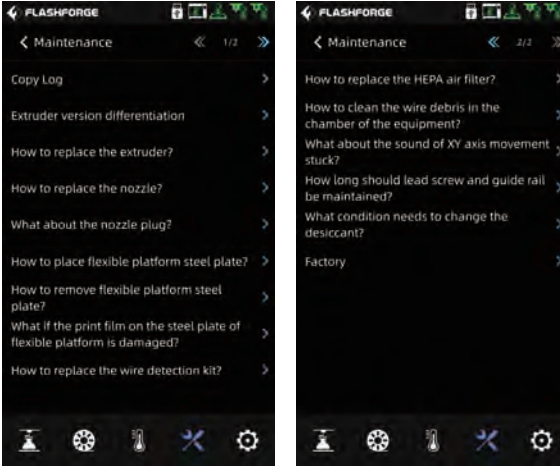 FLASHFORGE
Maintenance
1/2
Copy Log
Extruder version differentiation
How to replace the extruder?
How to replace the nozzle?
What about the nozzle plug?
How to place flexible platform steel plate?
How to remove flexible platform steel
plate?
What if the print film on the steel plate of
flexible platform is damaged?
How to replace the wire detection kit?
FLASHFORGE
Maintenance
2/2
How to replace the HEPA air filter?
How to clean the wire debris in the
chamber of the equipment?
What about the sound of XY axis movement
stuck?
How long should lead screw and guide rail
be maintained?
What condition needs to change the
desiccant?
Factory